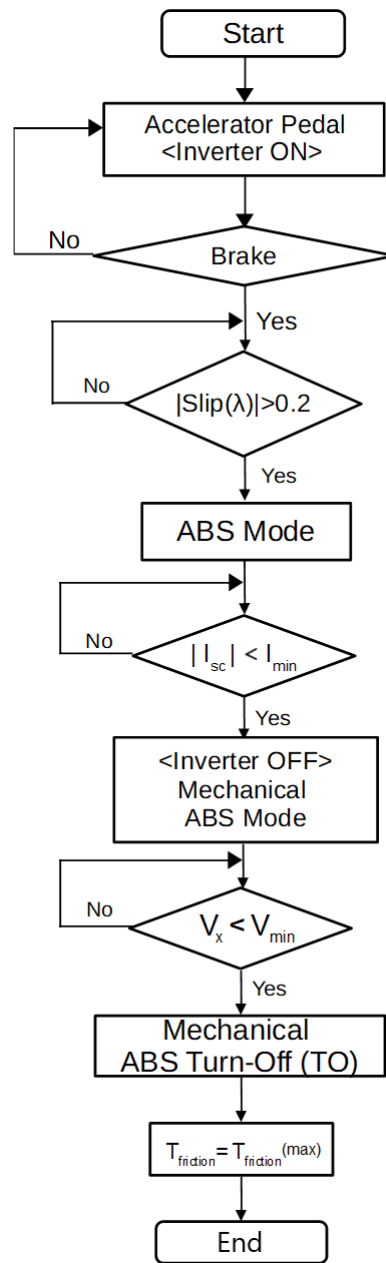 Start
Accelerator Pedal
<Inverter ON>
No
Brake
Yes
No
|Slip(λ)|>0.2
Yes
ABS Mode
No
| I_sc | < I_min
Yes
<Inverter OFF>
Mechanical
ABS Mode
No
V_x < V_min
Yes
Mechanical
ABS Turn-Off (TO)
T_friction = T_friction(max)
End